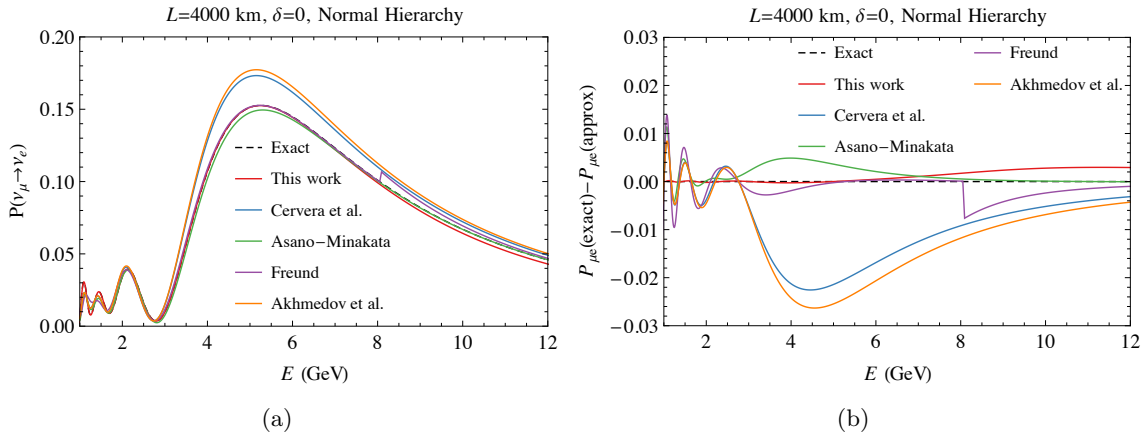 L=4000 km, δ=0, Normal Hierarchy
P(νμ→νe)
0.20
0.15
0.10
0.05
0.00
Exact
This work
Cervera et al.
Asano−Minakata
Freund
Akhmedov et al.
2 4 6 8 10 12
E (GeV)
(a)
L=4000 km, δ=0, Normal Hierarchy
Pμe(exact)−Pμe(approx)
0.03
0.02
0.01
0.00
−0.01
−0.02
−0.03
Exact
This work
Cervera et al.
Asano−Minakata
Freund
Akhmedov et al.
2 4 6 8 10 12
E (GeV)
(b)